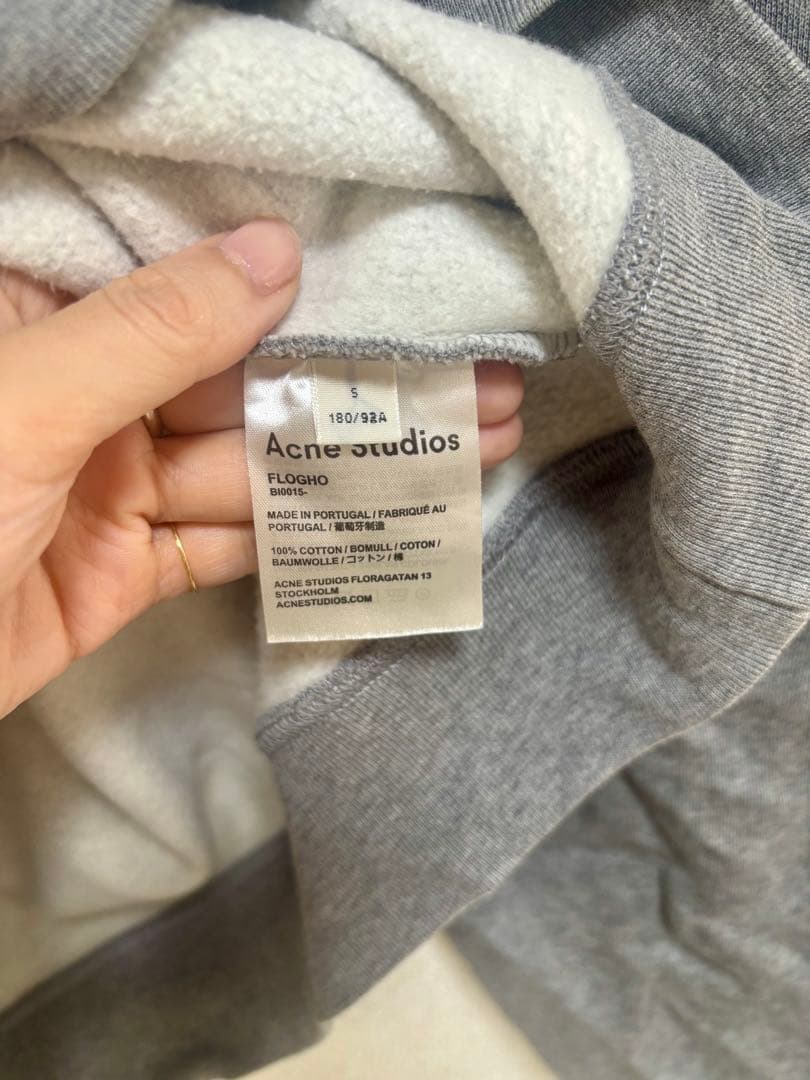 S
180/92A
Acne Studios
FLOGHO
BI0015-
MADE IN PORTUGAL / FABRIQUÉ AU
PORTUGAL / 葡萄牙制造
100% COTTON / BOMULL / COTON /
BAUMWOLLE / コットン / 棉
ACNE STUDIOS FLORAGATAN 13
STOCKHOLM
ACNESTUDIOS.COM